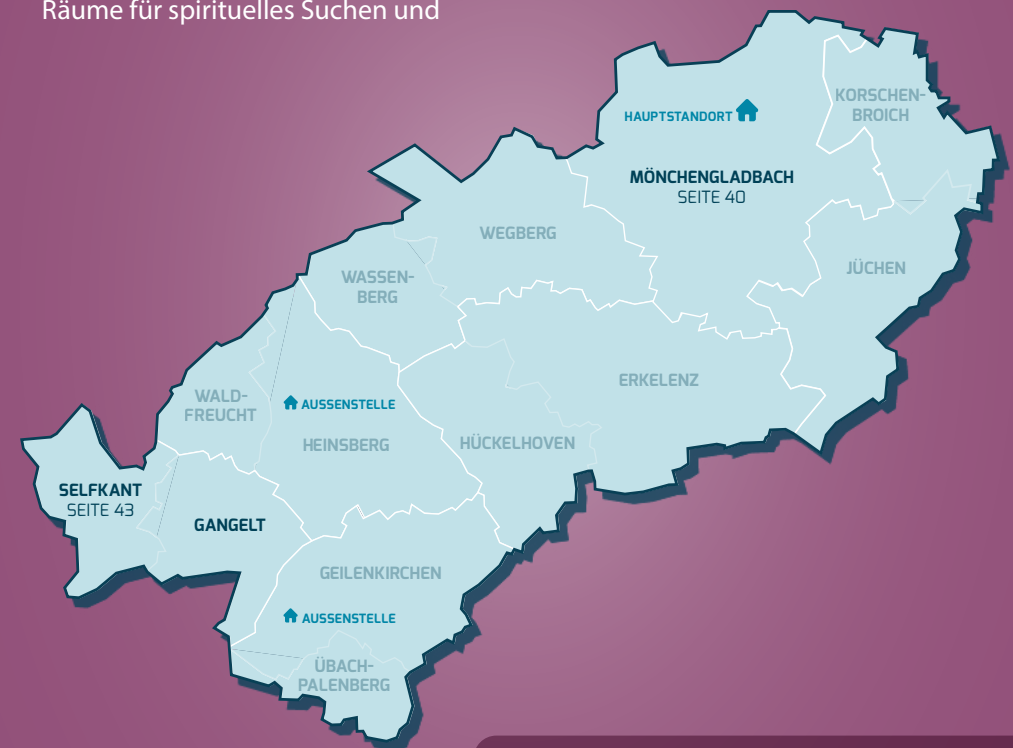 Räume für spirituelles Suchen und
KORSCHEN-
BROICH
HAUPTSTANDORT
MÖNCHENGLADBACH
SEITE 40
WEGBERG
JÜCHEN
WASSEN-
BERG
ERKELENZ
WALD-
FREUCHT
AUSSENSTELLE
HEINSBERG
HÜCKELHOVEN
SELFKANT
SEITE 43
GANGELT
GEILENKIRCHEN
AUSSENSTELLE
ÜBACH-
PALENBERG